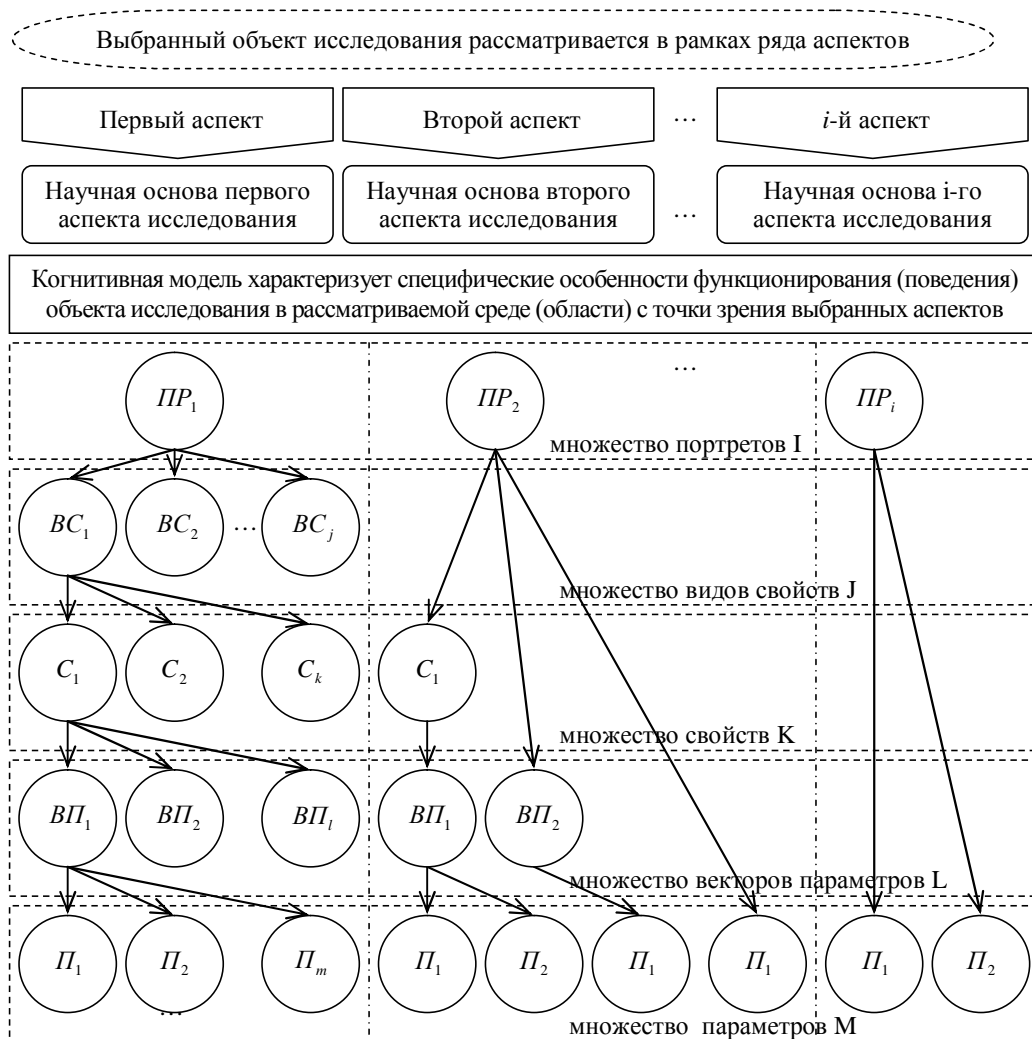 Выбранный объект исследования рассматривается в рамках ряда аспектов
Первый аспект
Второй аспект
...
i-й аспект
Научная основа первого
аспекта исследования
Научная основа второго
аспекта исследования
...
Научная основа i-го
аспекта исследования
Когнитивная модель характеризует специфические особенности функционирования (поведения)
объекта исследования в рассматриваемой среде (области) с точки зрения выбранных аспектов
ПР₁
ПР₂
...
ПРᵢ
множество портретов I
ВС₁
ВС₂
...
ВСⱼ
множество видов свойств J
С₁
С₂
Сₖ
С₁
множество свойств K
ВП₁
ВП₂
ВПₗ
ВП₁
ВП₂
множество векторов параметров L
П₁
П₂
...
Пₘ
П₁
П₂
П₁
П₁
П₁
П₂
множество параметров М